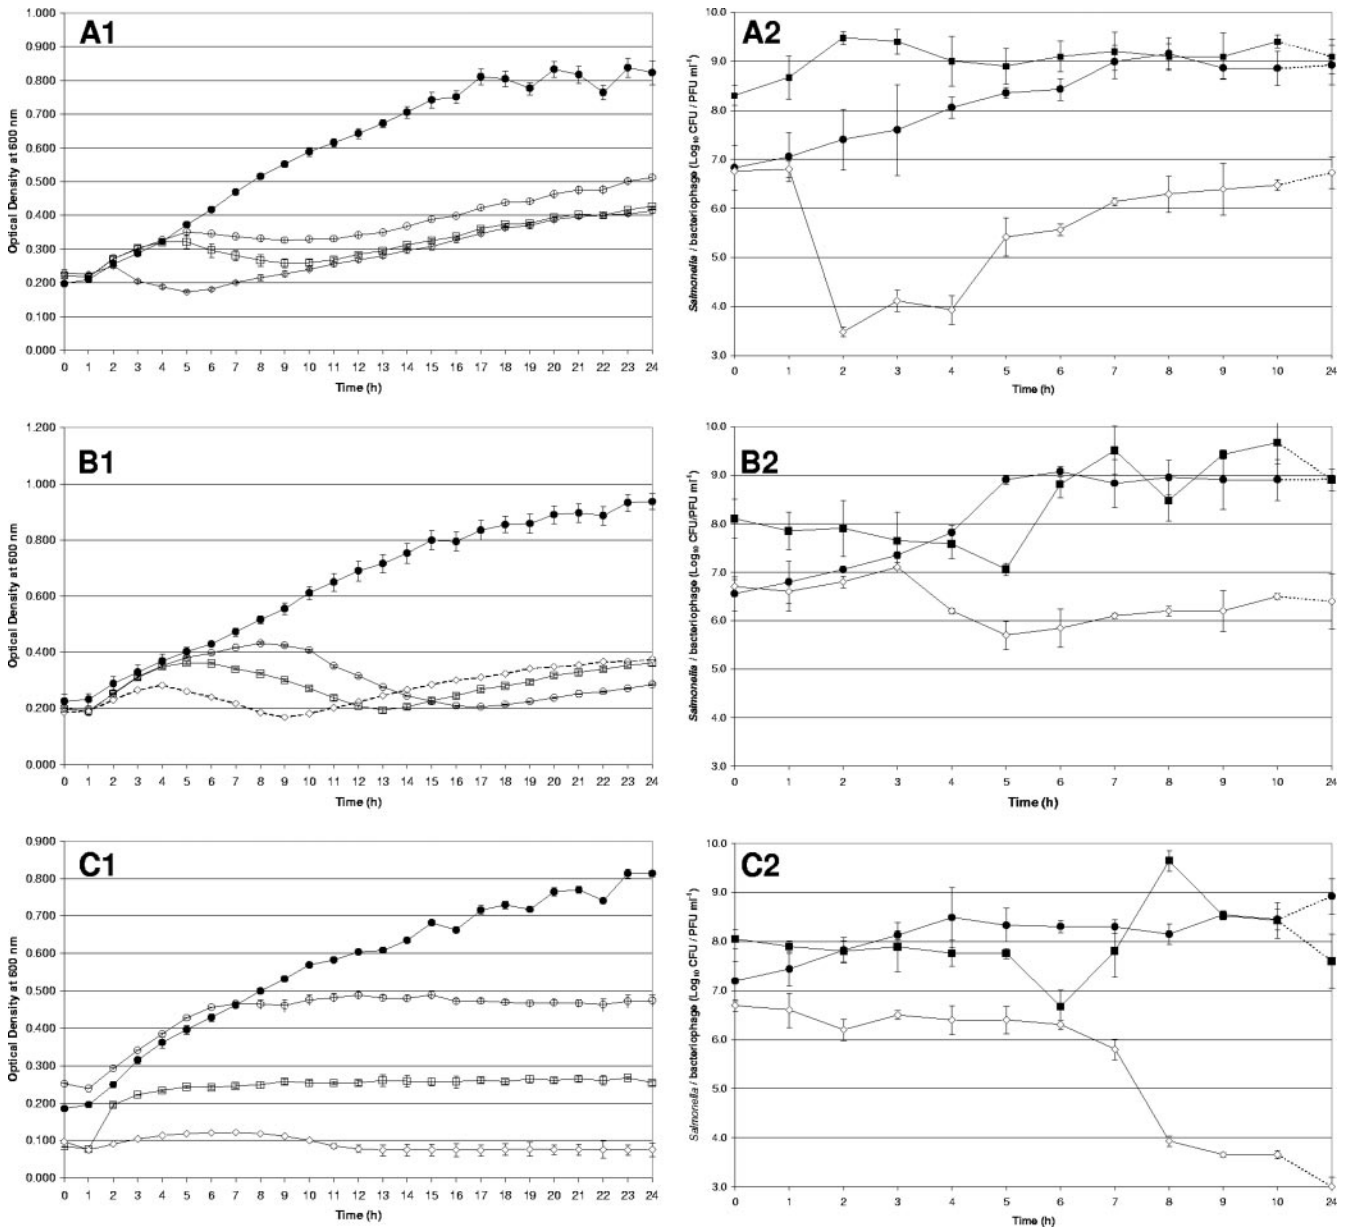 A1
1.000
0.900
0.800
0.700
0.600
0.500
0.400
0.300
0.200
0.100
0.000
Optical Density at 600 nm
0 1 2 3 4 5 6 7 8 9 10 11 12 13 14 15 16 17 18 19 20 21 22 23 24
Time (h)
A2
10.0
9.0
8.0
7.0
6.0
5.0
4.0
3.0
Salmonella / bacteriophage (Log₁₀ CFU / PFU ml⁻¹)
0 1 2 3 4 5 6 7 8 9 10 24
Time (h)
B1
1.200
1.000
0.800
0.600
0.400
0.200
0.000
Optical Density at 600 nm
0 1 2 3 4 5 6 7 8 9 10 11 12 13 14 15 16 17 18 19 20 21 22 23 24
Time (h)
B2
10.0
9.0
8.0
7.0
6.0
5.0
4.0
3.0
Salmonella / bacteriophage (Log₁₀ CFU/PFU ml⁻¹)
0 1 2 3 4 5 6 7 8 9 10 24
Time (h)
C1
0.900
0.800
0.700
0.600
0.500
0.400
0.300
0.200
0.100
0.000
Optical Density at 600 nm
0 1 2 3 4 5 6 7 8 9 10 11 12 13 14 15 16 17 18 19 20 21 22 23 24
Time (h)
C2
10.0
9.0
8.0
7.0
6.0
5.0
4.0
3.0
Salmonella / bacteriophage (Log₁₀ CFU / PFU ml⁻¹)
0 1 2 3 4 5 6 7 8 9 10 24
Time (h)